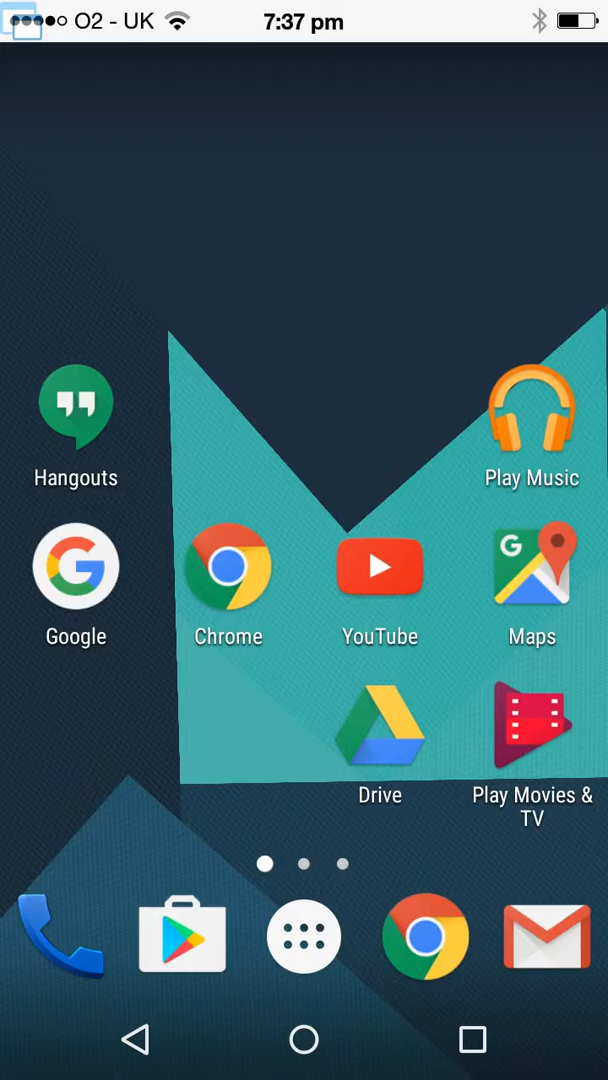 O2 - UK 7:37 pm
Hangouts Play Music
Google Chrome YouTube Maps
Drive Play Movies &
TV